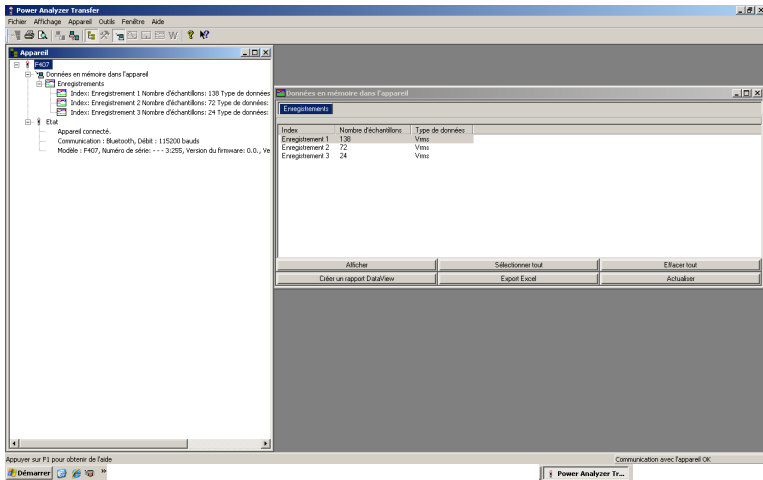 Power Analyzer Transfer
Fichier Affichage Appareil Outils Fenêtre Aide
W
Appareil
F407
Données en mémoire dans l'appareil
Enregistrements
Index: Enregistrement 1 Nombre d'échantillons: 138 Type de données
Index: Enregistrement 2 Nombre d'échantillons: 72 Type de données:
Index: Enregistrement 3 Nombre d'échantillons: 24 Type de données:
Etat
Appareil connecté.
Communication : Bluetooth, Débit : 115200 bauds
Modèle : F407, Numéro de série: - - - 3:255, Version du firmware: 0.0., Ve
Données en mémoire dans l'appareil
Enregistrements
Index Nombre d'échantillons Type de données
Enregistrement 1 138 Vrms
Enregistrement 2 72 Vrms
Enregistrement 3 24 Vrms
Afficher Sélectionner tout Effacer tout
Créer un rapport DataView Export Excel Actualiser
Appuyer sur F1 pour obtenir de l'aide Communication avec l'appareil OK
Démarrer » Power Analyzer Tr...